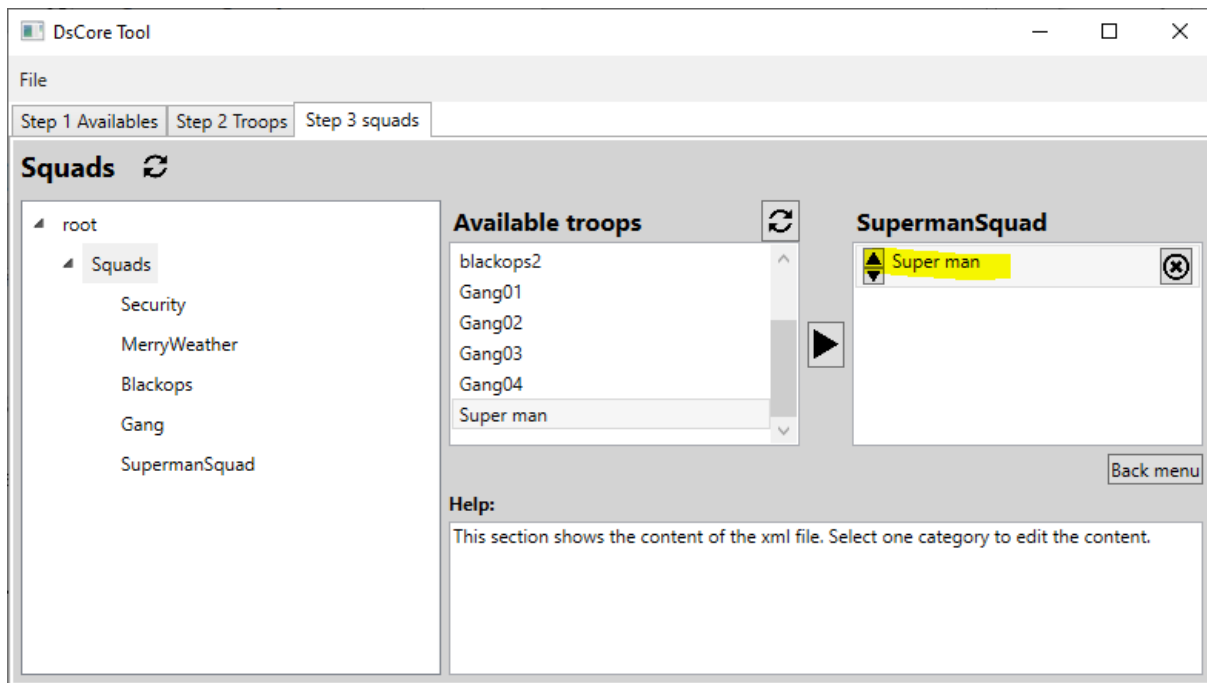 DsCore Tool
File
Step 1 Availables
Step 2 Troops
Step 3 squads
Squads
root
Squads
Security
MerryWeather
Blackops
Gang
SupermanSquad
Available troops
blackops2
Gang01
Gang02
Gang03
Gang04
Super man
SupermanSquad
Super man
Back menu
Help:
This section shows the content of the xml file. Select one category to edit the content.